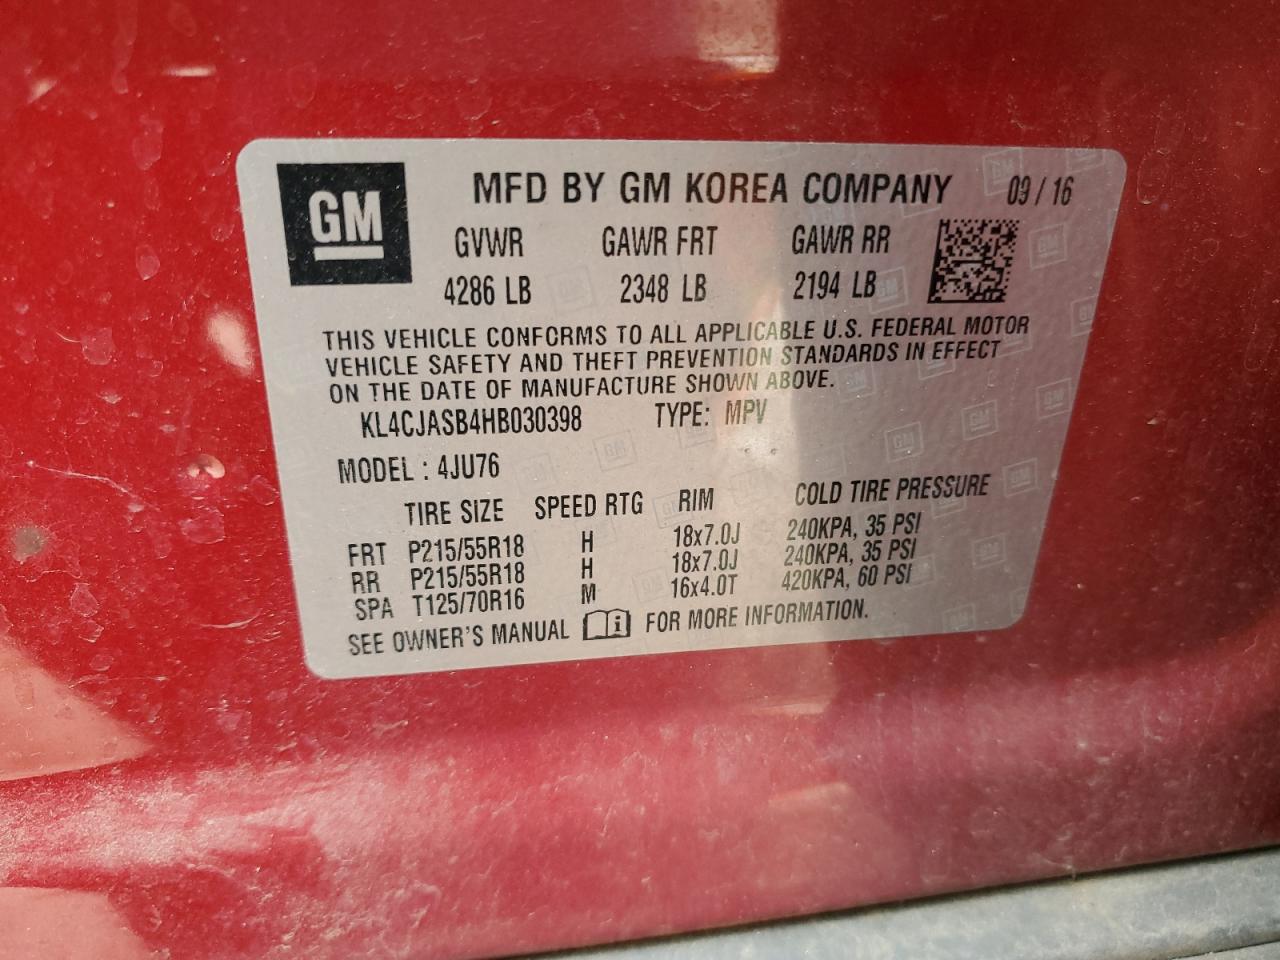 GM
MFD BY GM KOREA COMPANY 09 / 16
GVWR GAWR FRT GAWR RR
4286 LB 2348 LB 2194 LB
THIS VEHICLE CONFORMS TO ALL APPLICABLE U.S. FEDERAL MOTOR
VEHICLE SAFETY AND THEFT PREVENTION STANDARDS IN EFFECT
ON THE DATE OF MANUFACTURE SHOWN ABOVE.
KL4CJASB4HB030398 TYPE: MPV
MODEL : 4JU76
TIRE SIZE SPEED RTG RIM COLD TIRE PRESSURE
FRT P215/55R18 H 18x7.0J 240KPA, 35 PSI
RR P215/55R18 H 18x7.0J 240KPA, 35 PSI
SPA T125/70R16 M 16x4.0T 420KPA, 60 PSI
SEE OWNER'S MANUAL i FOR MORE INFORMATION.